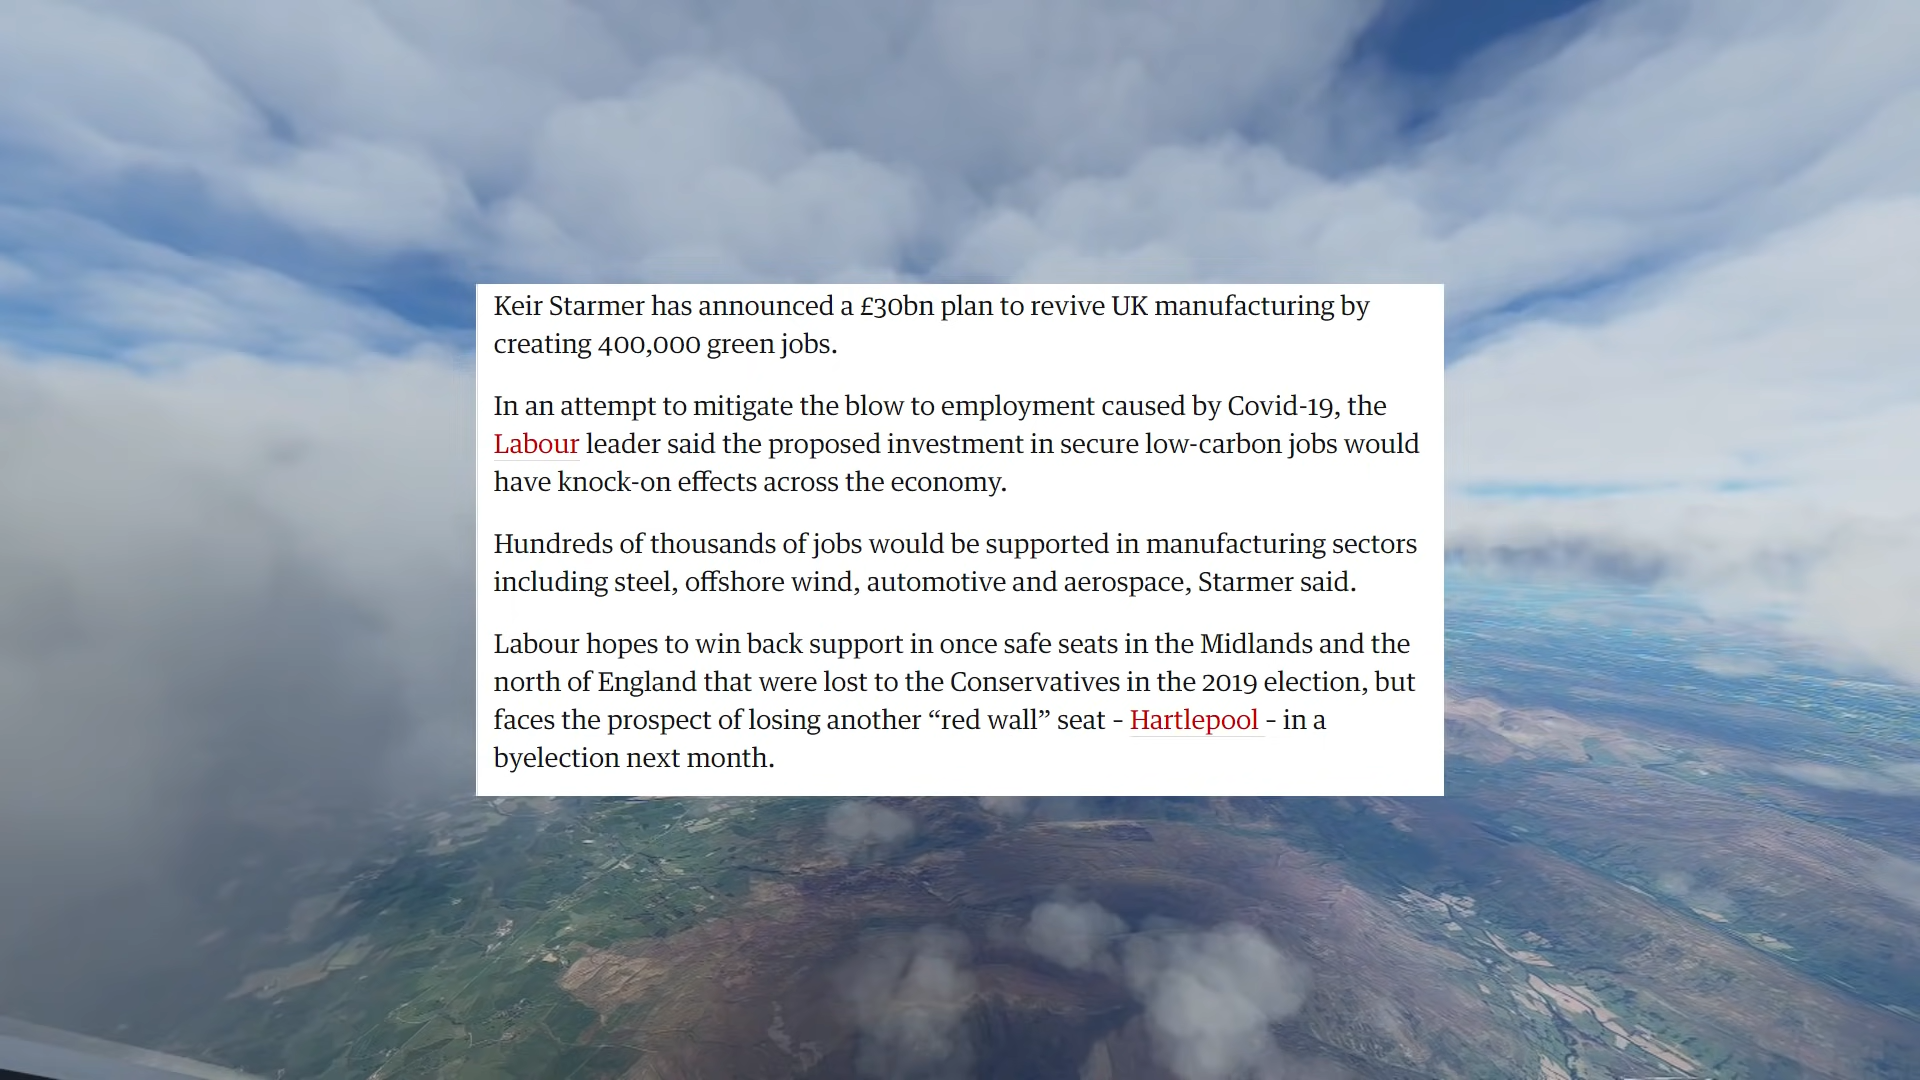 Keir Starmer has announced a £30bn plan to revive UK manufacturing by
creating 400,000 green jobs.
In an attempt to mitigate the blow to employment caused by Covid-19, the
Labour leader said the proposed investment in secure low-carbon jobs would
have knock-on effects across the economy.
Hundreds of thousands of jobs would be supported in manufacturing sectors
including steel, offshore wind, automotive and aerospace, Starmer said.
Labour hopes to win back support in once safe seats in the Midlands and the
north of England that were lost to the Conservatives in the 2019 election, but
faces the prospect of losing another “red wall” seat - Hartlepool - in a
byelection next month.